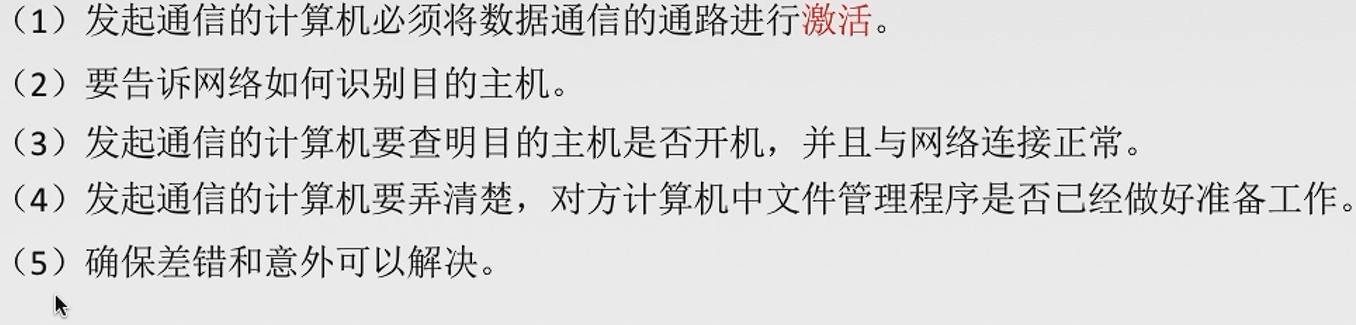 （1）发起通信的计算机必须将数据通信的通路进行激活。
（2）要告诉网络如何识别目的主机。
（3）发起通信的计算机要查明目的主机是否开机，并且与网络连接正常。
（4）发起通信的计算机要弄清楚，对方计算机中文件管理程序是否已经做好准备工作。
（5）确保差错和意外可以解决。